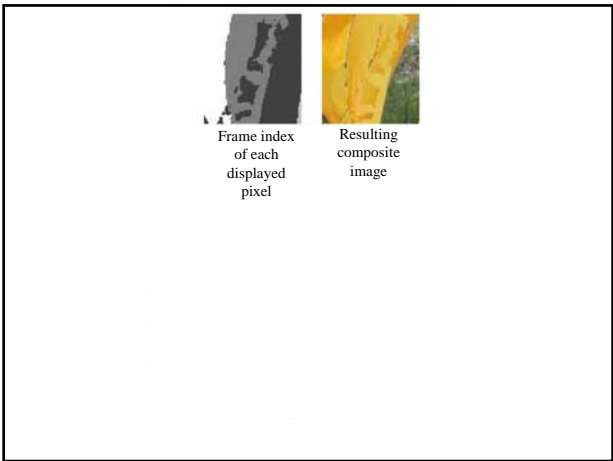 Frame index
of each
displayed
pixel
Resulting
composite
image